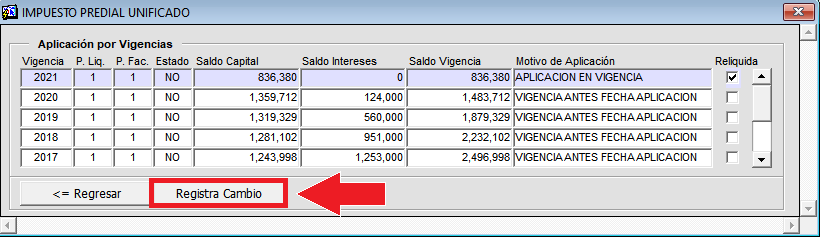 IMPUESTO PREDIAL UNIFICADO
Aplicación por Vigencias
Vigencia P. Liq. P. Fac. Estado Saldo Capital Saldo Intereses Saldo Vigencia Motivo de Aplicación Reliquida
2021 1 1 NO 836,380 0 836,380 APLICACION EN VIGENCIA
2020 1 1 NO 1,359,712 124,000 1,483,712 VIGENCIA ANTES FECHA APLICACION
2019 1 1 NO 1,319,329 560,000 1,879,329 VIGENCIA ANTES FECHA APLICACION
2018 1 1 NO 1,281,102 951,000 2,232,102 VIGENCIA ANTES FECHA APLICACION
2017 1 1 NO 1,243,998 1,253,000 2,496,998 VIGENCIA ANTES FECHA APLICACION
<= Regresar Registra Cambio